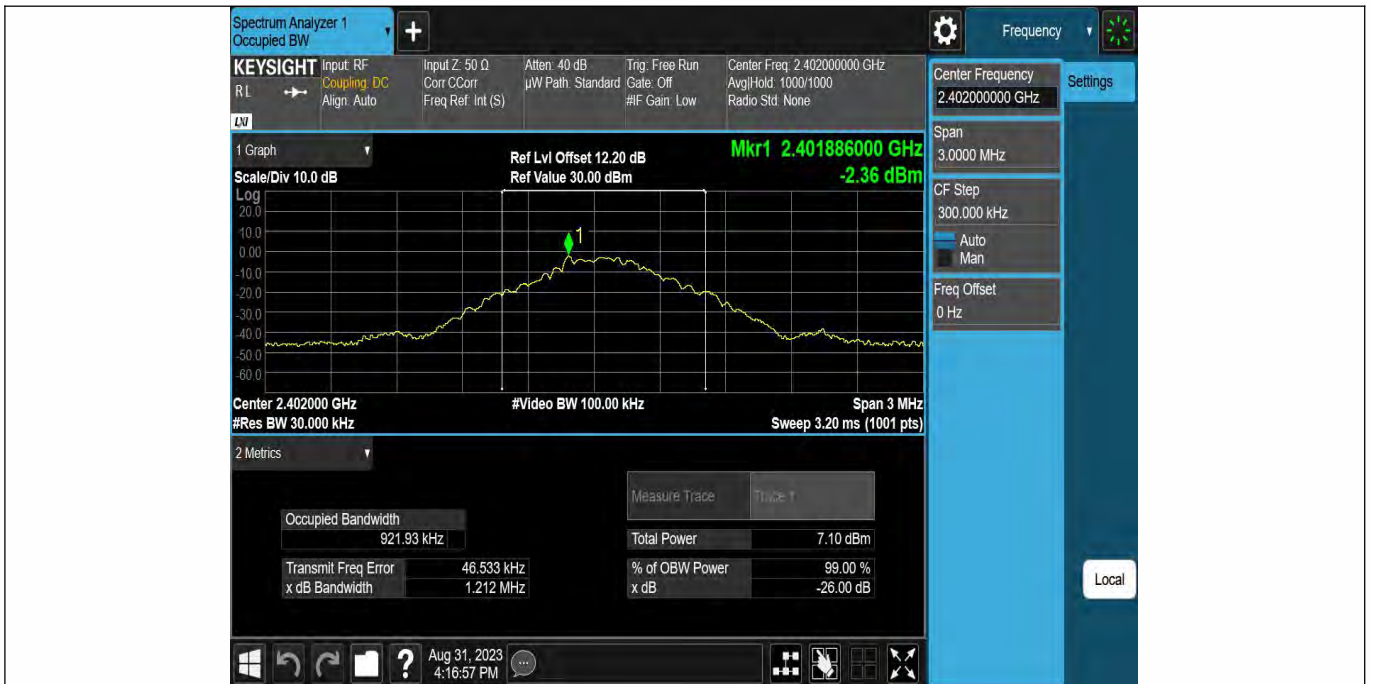 Spectrum Analyzer 1
Occupied BW
+
Frequency
KEYSIGHT
RL
LXI
Input: RF
Coupling: DC
Align: Auto
Input Z: 50 Ω
Corr CCorr
Freq Ref: Int (S)
Atten: 40 dB
µW Path: Standard
Trig: Free Run
Gate: Off
#IF Gain: Low
Center Freq: 2.402000000 GHz
Avg|Hold: 1000/1000
Radio Std: None
Center Frequency
2.402000000 GHz
Settings
Span
3.0000 MHz
CF Step
300.000 kHz
Auto
Man
Freq Offset
0 Hz
Local
1 Graph
Scale/Div 10.0 dB
Ref Lvl Offset 12.20 dB
Ref Value 30.00 dBm
Mkr1 2.401886000 GHz
-2.36 dBm
Log
20.0
10.0
0.00
-10.0
-20.0
-30.0
-40.0
-50.0
-60.0
1
Center 2.402000 GHz
#Res BW 30.000 kHz
#Video BW 100.00 kHz
Span 3 MHz
Sweep 3.20 ms (1001 pts)
2 Metrics
Measure Trace Trace 1
Occupied Bandwidth
921.93 kHz
Total Power 7.10 dBm
Transmit Freq Error 46.533 kHz
% of OBW Power 99.00 %
x dB Bandwidth 1.212 MHz
x dB -26.00 dB
?
Aug 31, 2023
4:16:57 PM